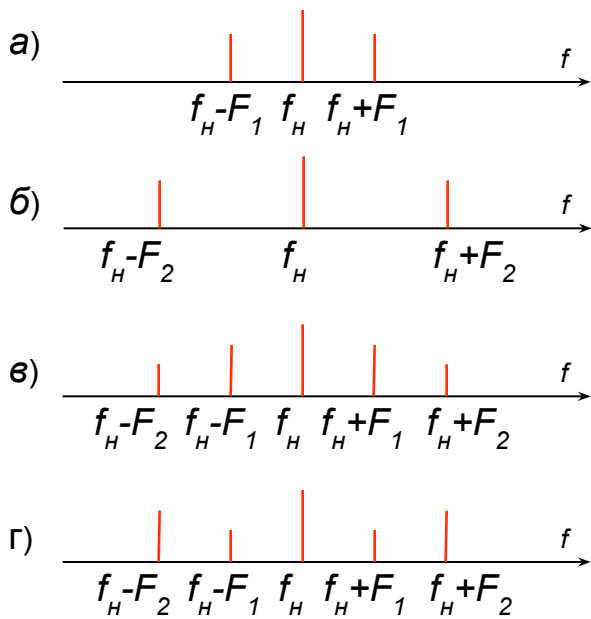 а) f
fн-F1 fн fн+F1
б) f
fн-F2 fн fн+F2
в) f
fн-F2 fн-F1 fн fн+F1 fн+F2
г) f
fн-F2 fн-F1 fн fн+F1 fн+F2